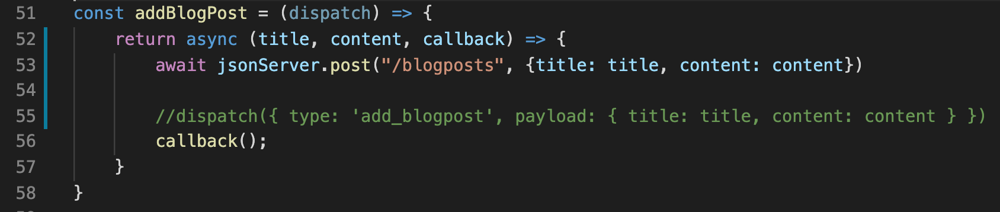 51 const addBlogPost = (dispatch) => {
52 return async (title, content, callback) => {
53 await jsonServer.post("/blogposts", {title: title, content: content})
54
55 //dispatch({ type: 'add_blogpost', payload: { title: title, content: content } })
56 callback();
57 }
58 }